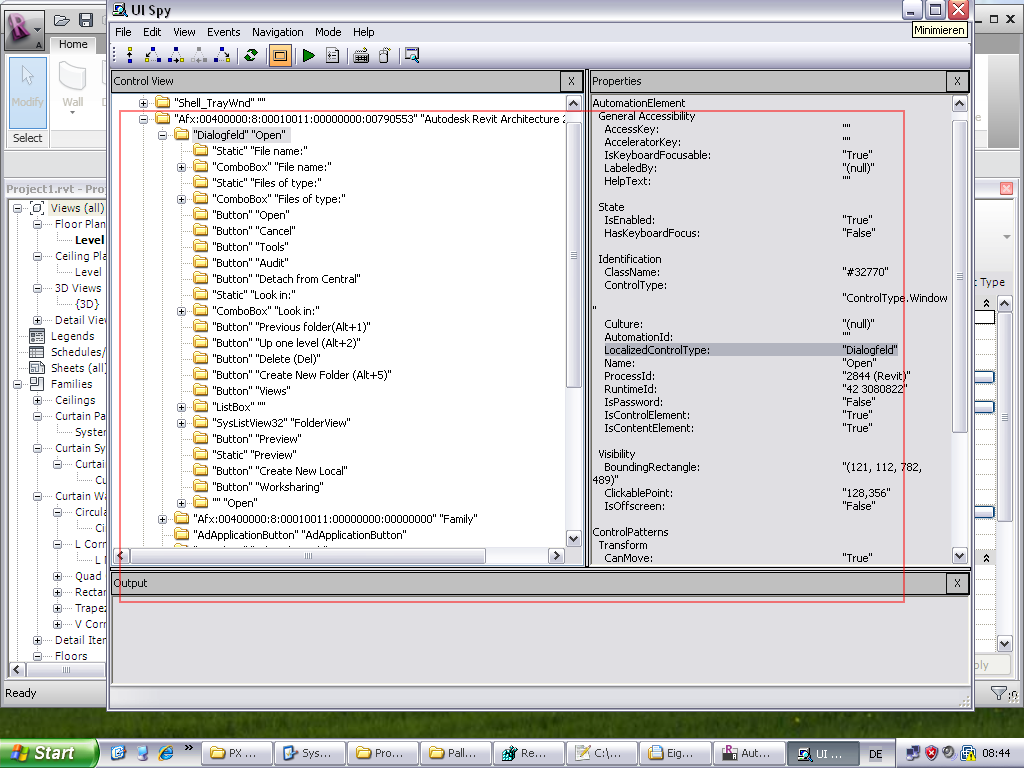 UI Spy
Minimieren
File Edit View Events Navigation Mode Help
Home
Modify
Wall
Select
Control View X
Properties X
"Shell_TrayWnd" ""
"Afx:00400000:8:00010011:00000000:00790553" "Autodesk Revit Architecture 2
"Dialogfeld" "Open"
"Static" "File name:"
"ComboBox" "File name:"
"Static" "Files of type:"
"ComboBox" "Files of type:"
"Button" "Open"
"Button" "Cancel"
"Button" "Tools"
"Button" "Audit"
"Button" "Detach from Central"
"Static" "Look in:"
"ComboBox" "Look in:"
"Button" "Previous folder(Alt+1)"
"Button" "Up one level (Alt+2)"
"Button" "Delete (Del)"
"Button" "Create New Folder (Alt+5)"
"Button" "Views"
"ListBox" ""
"SysListView32" "FolderView"
"Button" "Preview"
"Static" "Preview"
"Button" "Create New Local"
"Button" "Worksharing"
"" "Open"
"Afx:00400000:8:00010011:00000000:00000000" "Family"
"AdApplicationButton" "AdApplicationButton"
AutomationElement
General Accessibility
AccessKey: ""
AcceleratorKey: ""
IsKeyboardFocusable: "True"
LabeledBy: "(null)"
HelpText: ""
State
IsEnabled: "True"
HasKeyboardFocus: "False"
Identification
ClassName: "#32770"
ControlType:
"ControlType.Window
"
Culture: "(null)"
AutomationId: ""
LocalizedControlType: "Dialogfeld"
Name: "Open"
ProcessId: "2844 (Revit)"
RuntimeId: "42 3080822"
IsPassword: "False"
IsControlElement: "True"
IsContentElement: "True"
Visibility
BoundingRectangle: "(121, 112, 782,
489)"
ClickablePoint: "128,356"
IsOffscreen: "False"
ControlPatterns
Transform
CanMove: "True"
Output X
Project1.rvt - Pro
Views (all)
Floor Plan
Level
Ceiling Pla
Level
3D Views
{3D}
Detail View
Legends
Schedules/
Sheets (all
Families
Ceilings
Curtain Pa
System
Curtain Sy
Curtai
Cu
Curtain Wa
Circula
Ci
L Corn
L
Quad
Rectan
Trapez
V Corn
Detail Item
Floors
Type
ply
Ready
Start
»
PX ...
Sys...
Pro...
Pall...
Re...
C:\...
Eig...
Aut...
UI ...
DE
08:44